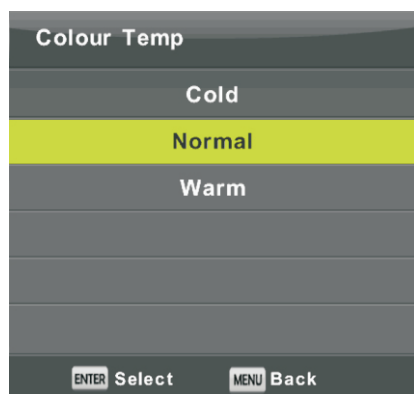 Colour Temp
Cold
Normal
Warm
ENTER Select MENU Back